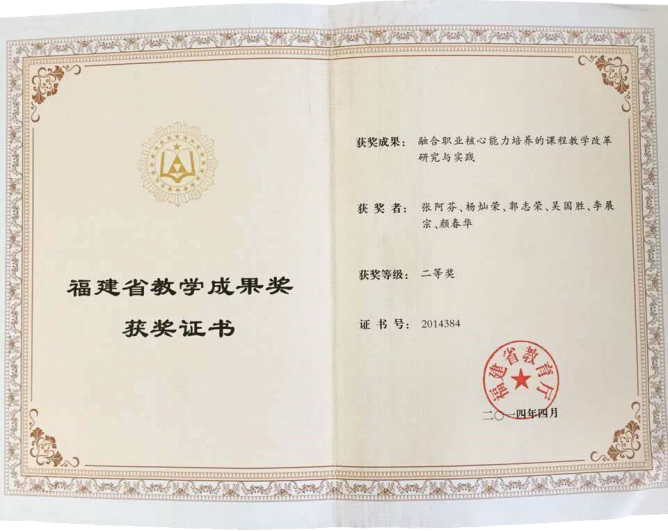 福建省教学成果奖
获奖证书
获奖成果：融合职业核心能力培养的课程教学改革
研究与实践
获 奖 者：张阿芬、杨灿荣、郭志荣、吴国胜、李展
宗、颜春华
获奖等级：二等奖
证 书 号：2014384
福建省教育厅
二〇一四年四月